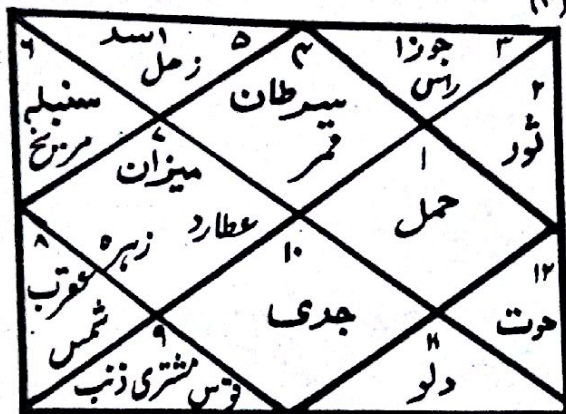 (۲)
۳
جوزا
راس
۴
سرطان
قمر
۵
اسد
زحل
۶
سنبلہ
مریخ
۲
ثور
۱
حمل
۷
میزان
عطارد
زہرہ
۸
عقرب
شمس
۱۰
جدی
۱۲
حوت
۱۱
دلو
۹
قوس مشتری ذنب